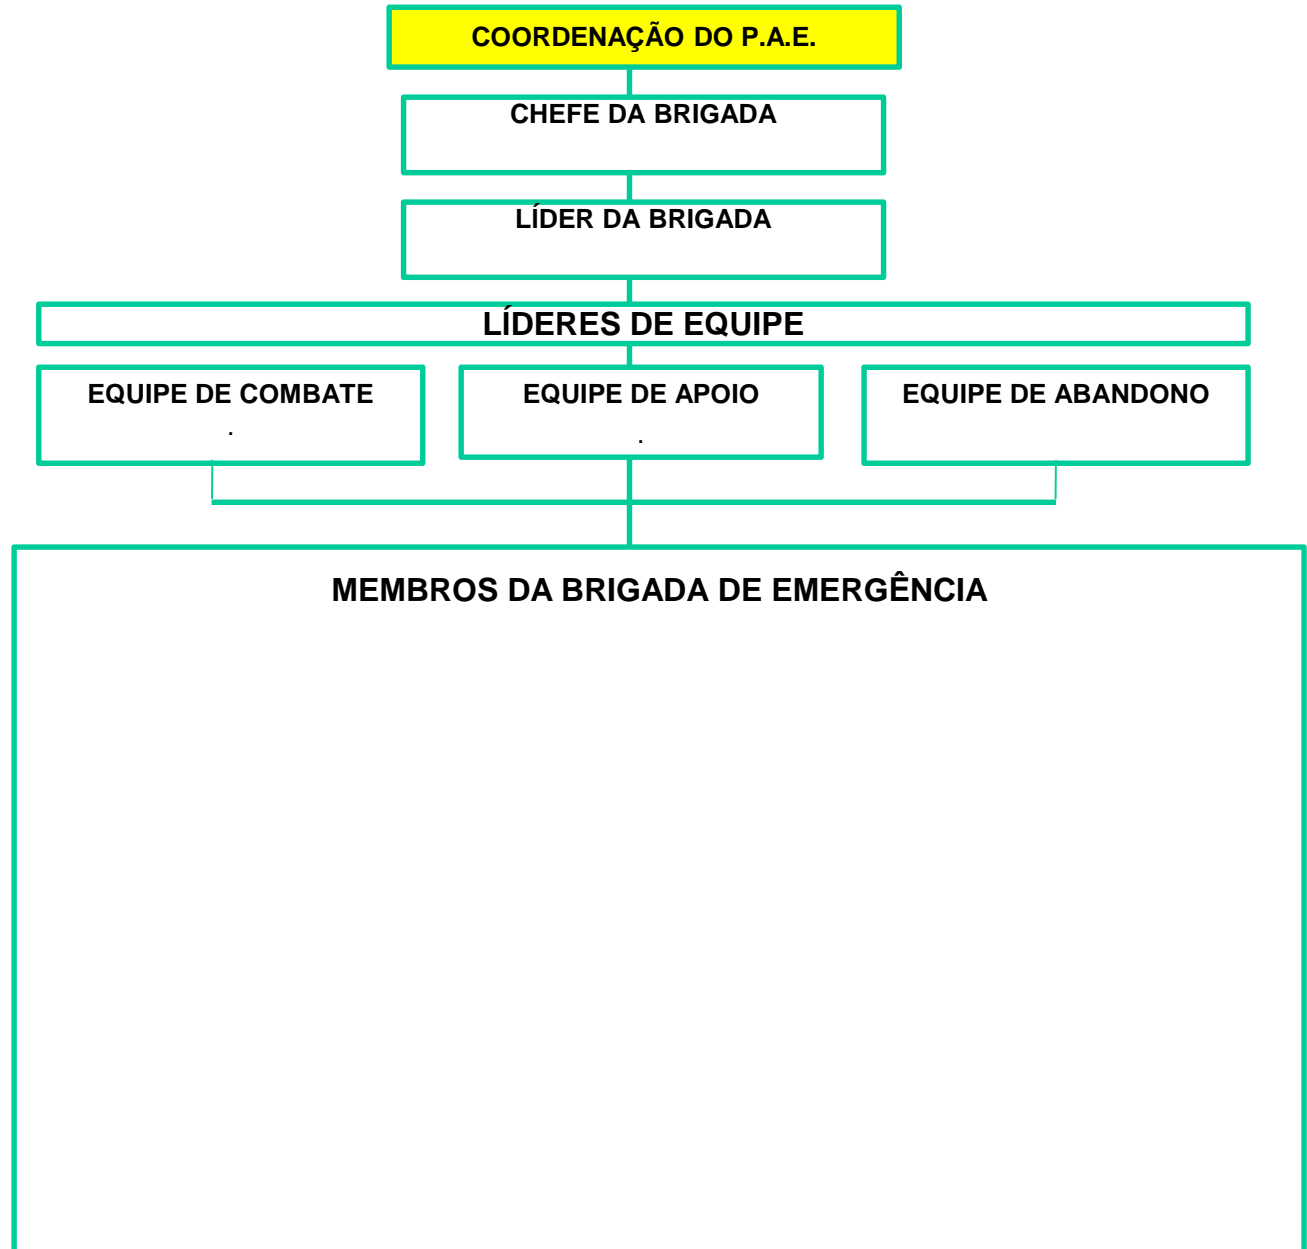 COORDENAÇÃO DO P.A.E.
CHEFE DA BRIGADA
LÍDER DA BRIGADA
LÍDERES DE EQUIPE
EQUIPE DE COMBATE
.
EQUIPE DE APOIO
.
EQUIPE DE ABANDONO
MEMBROS DA BRIGADA DE EMERGÊNCIA